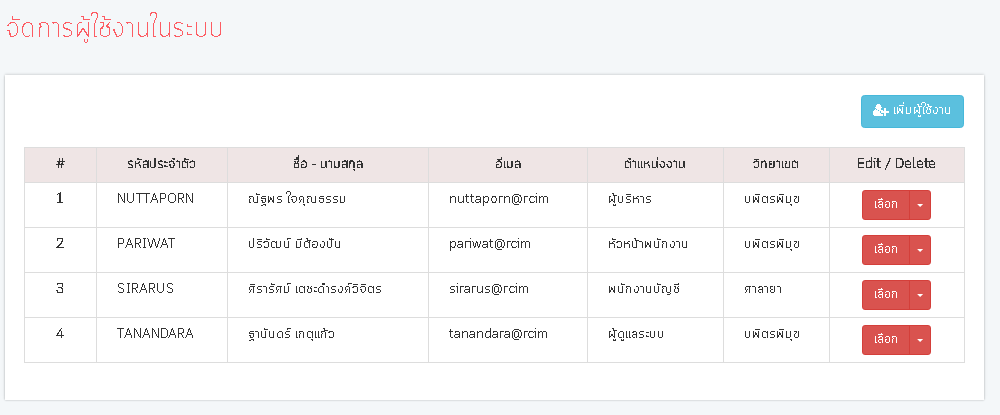 จัดการผู้ใช้งานในระบบ
เพิ่มผู้ใช้งาน
# รหัสประจำตัว ชื่อ - นามสกุล อีเมล ตำแหน่งงาน วิทยาเขต Edit / Delete
1 NUTTAPORN ณัฐพร ใจคุณธรรม nuttaporn@rcim ผู้บริหาร บพิตรพิมุข เลือก
2 PARIWAT ปริวัฒน์ มีต้องปัน pariwat@rcim หัวหน้าพนักงาน บพิตรพิมุข เลือก
3 SIRARUS ศิรารัศม์ เตชะดำรงค์วิจิตร sirarus@rcim พนักงานบัญชี ศาลายา เลือก
4 TANANDARA ฐานันดร์ เกตุแก้ว tanandara@rcim ผู้ดูแลระบบ บพิตรพิมุข เลือก